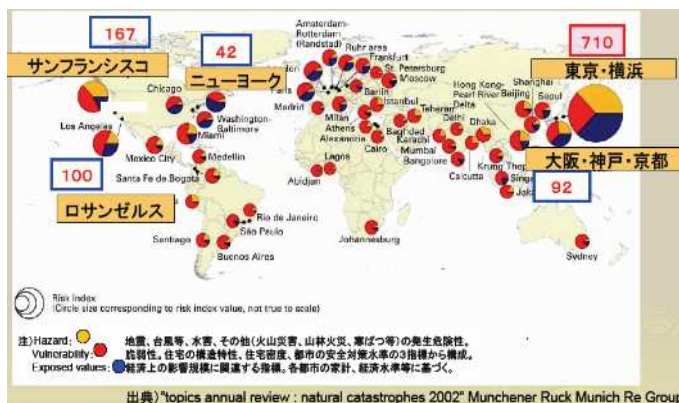 167
サンフランシスコ
42
ニューヨーク
710
東京・横浜
大阪・神戸・京都
92
100
ロサンゼルス
Amsterdam-
Rotterdam
(Randstad)
Ruhr area
Frankfurt
St. Petersburg
Moscow
Berlin
Paris
Madrid
Milan
Istanbul
Athens
Alexandria
Cairo
Baghdad
Teheran
Karachi
Delhi
Mumbai
Bangalore
Dhaka
Calcutta
Hong Kong-
Pearl River
Delta
Shanghai
Beijing
Seoul
Krung Thep
Chicago
Washington-
Baltimore
Los Angeles
Miami
Mexico City
Medellin
Santa Fe de Bogota
Rio de Janeiro
São Paulo
Santiago
Buenos Aires
Abidjan
Lagos
Johannesburg
Sydney
Risk index
(Circle size corresponding to risk index value, not true to scale)
注)Hazard: 地震、台風等、水害、その他(火山災害、山林火災、寒ばつ等)の発生危険性。
Vulnerability: 脆弱性。住宅の構造特性、住宅密度、都市の安全対策水準の3指標から構成。
Exposed values: 経済上の影響規模に関連する指標。各都市の家計、経済水準等に基づく。
出典)"topics annual review : natural catastrophes 2002" Munchener Ruck Munich Re Group